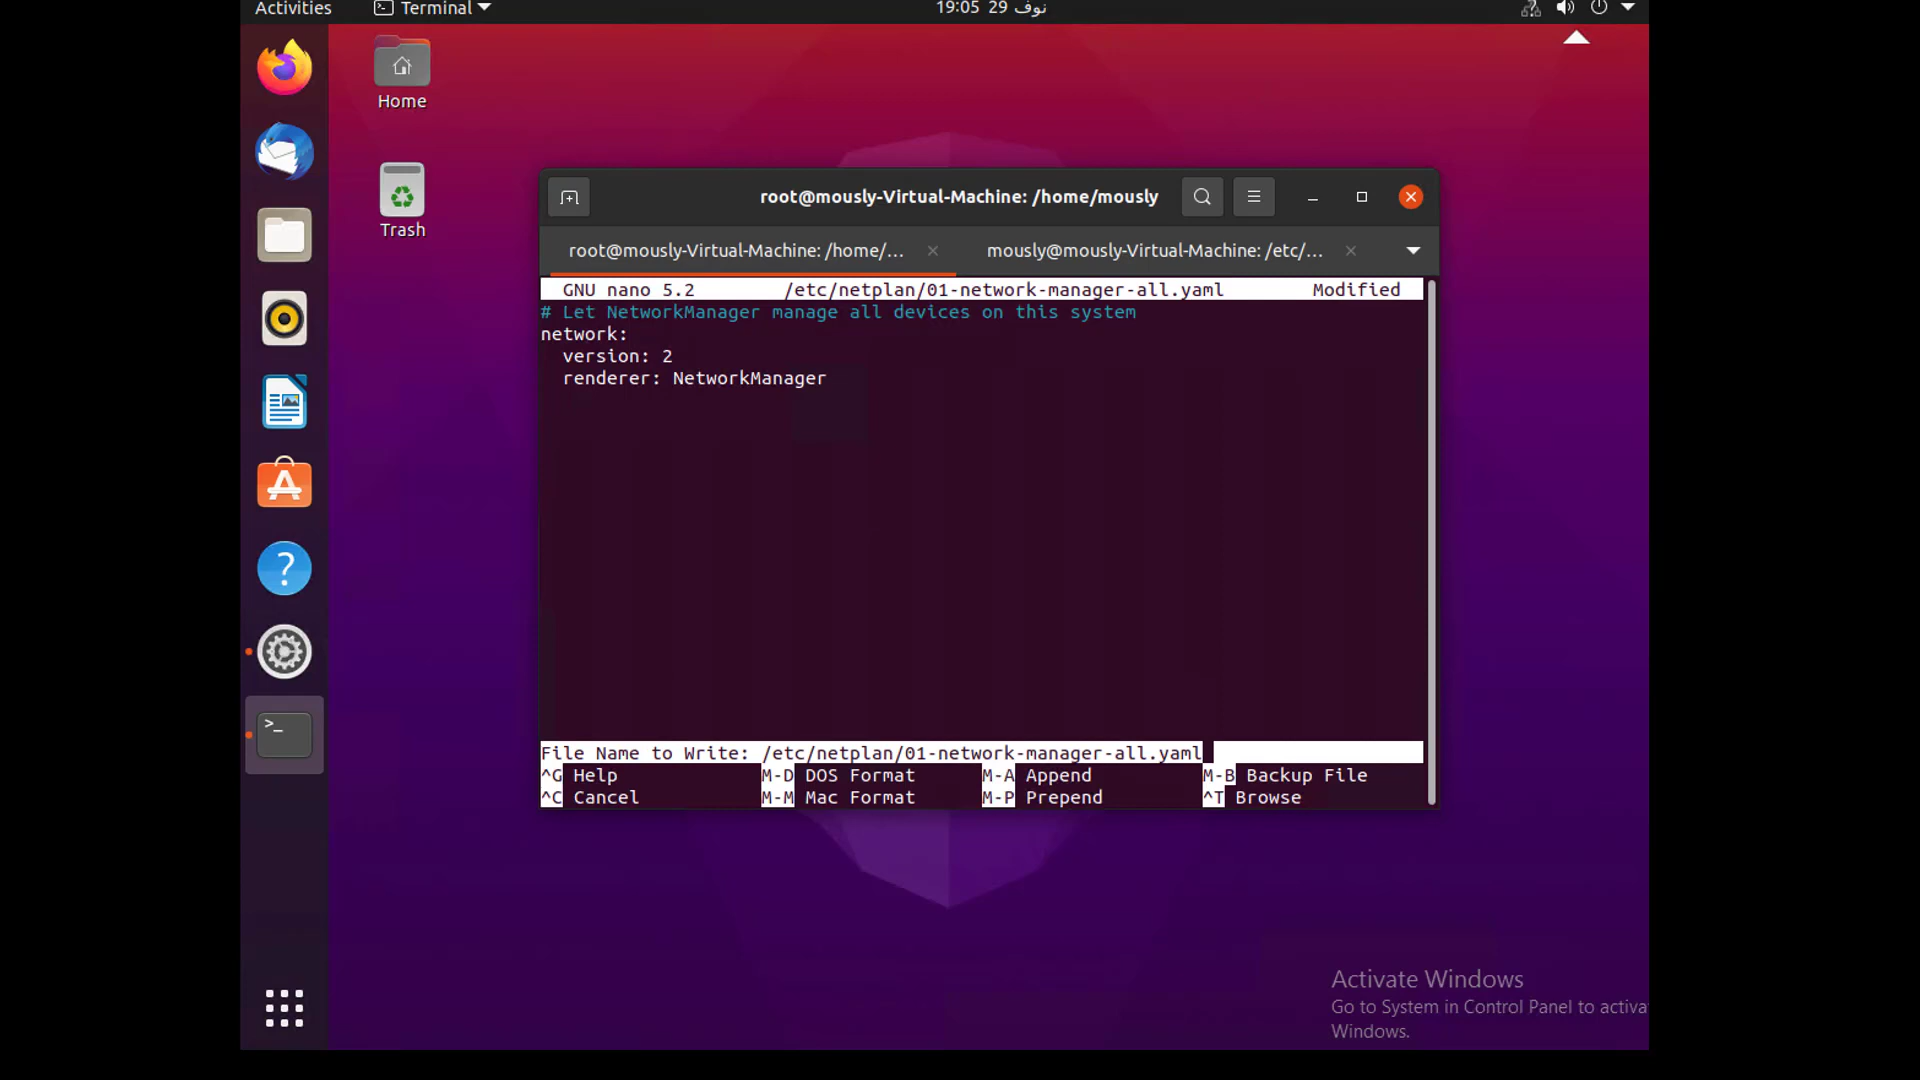 Activities
Terminal
19:05 29 نوف
Home
Trash
root@mously-Virtual-Machine: /home/mously
root@mously-Virtual-Machine: /home/...
mously@mously-Virtual-Machine: /etc/...
GNU nano 5.2 /etc/netplan/01-network-manager-all.yaml Modified
# Let NetworkManager manage all devices on this system
network:
version: 2
renderer: NetworkManager
File Name to Write: /etc/netplan/01-network-manager-all.yaml
^G Help M-D DOS Format M-A Append M-B Backup File
^C Cancel M-M Mac Format M-P Prepend ^T Browse
Activate Windows
Go to System in Control Panel to activa
Windows.